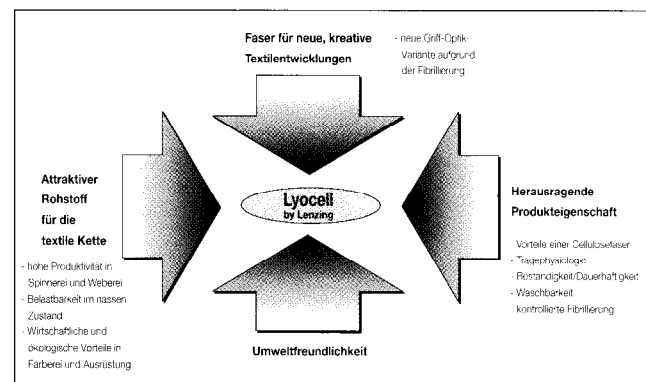 Faser für neue, kreative
Textilentwicklungen
- neue Griff-Optik-
Variante aufgrund
der Fibrillierung
Attraktiver
Rohstoff
für die
textile Kette
- hohe Produktivität in
Spinnerei und Weberei
- Belastbarkeit im nassen
Zustand
- Wirtschaftliche und
ökologische Vorteile in
Färberei und Ausrüstung
Lyocell
by Lenzing
Herausragende
Produkteigenschaft
Vorteile einer Cellulosefaser
- Tragephysiologie
- Beständigkeit/Dauerhaftigkeit
- Waschbarkeit
kontrollierte Fibrillierung
Umweltfreundlichkeit